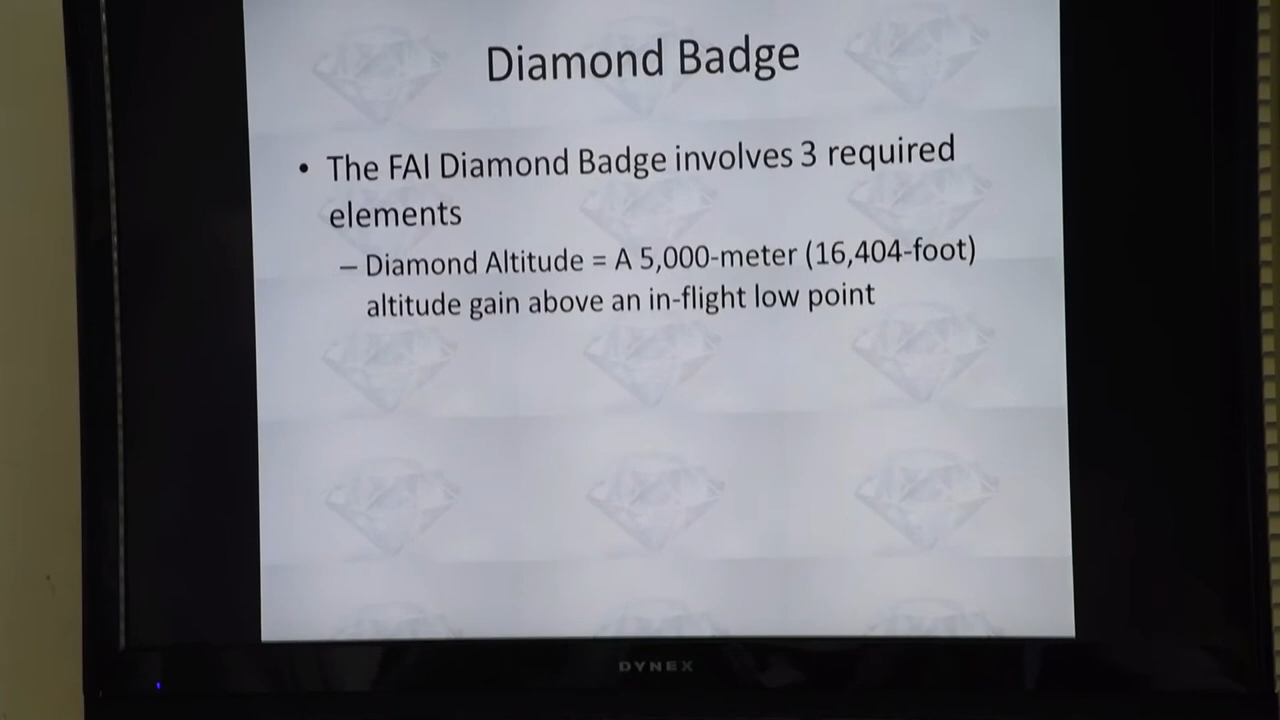 Diamond Badge
• The FAI Diamond Badge involves 3 required
elements
– Diamond Altitude = A 5,000-meter (16,404-foot)
altitude gain above an in-flight low point
DYNEX